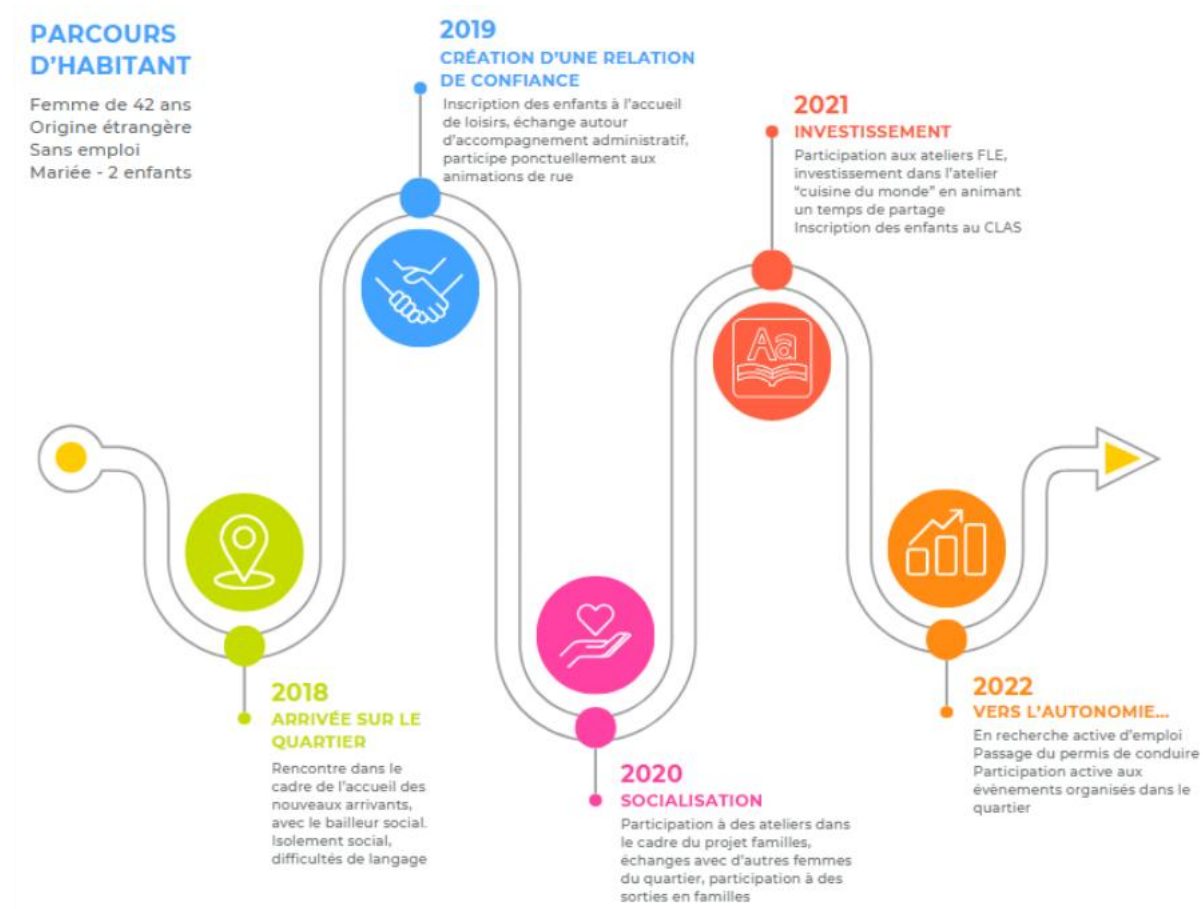 PARCOURS
D'HABITANT
Femme de 42 ans
Origine étrangère
Sans emploi
Mariée - 2 enfants
2019
CRÉATION D'UNE RELATION
DE CONFIANCE
Inscription des enfants à l'accueil
de loisirs, échange autour
d'accompagnement administratif,
participe ponctuellement aux
animations de rue
2021
INVESTISSEMENT
Participation aux ateliers FLE,
investissement dans l'atelier
"cuisine du monde" en animant
un temps de partage
Inscription des enfants au CLAS
Aa
2018
ARRIVÉE SUR LE
QUARTIER
Rencontre dans le
cadre de l'accueil des
nouveaux arrivants,
avec le bailleur social.
Isolement social,
difficultés de langage
2020
SOCIALISATION
Participation à des ateliers dans
le cadre du projet familles,
échanges avec d'autres femmes
du quartier, participation à des
sorties en familles
2022
VERS L'AUTONOMIE...
En recherche active d'emploi
Passage du permis de conduire
Participation active aux
évènements organisés dans le
quartier